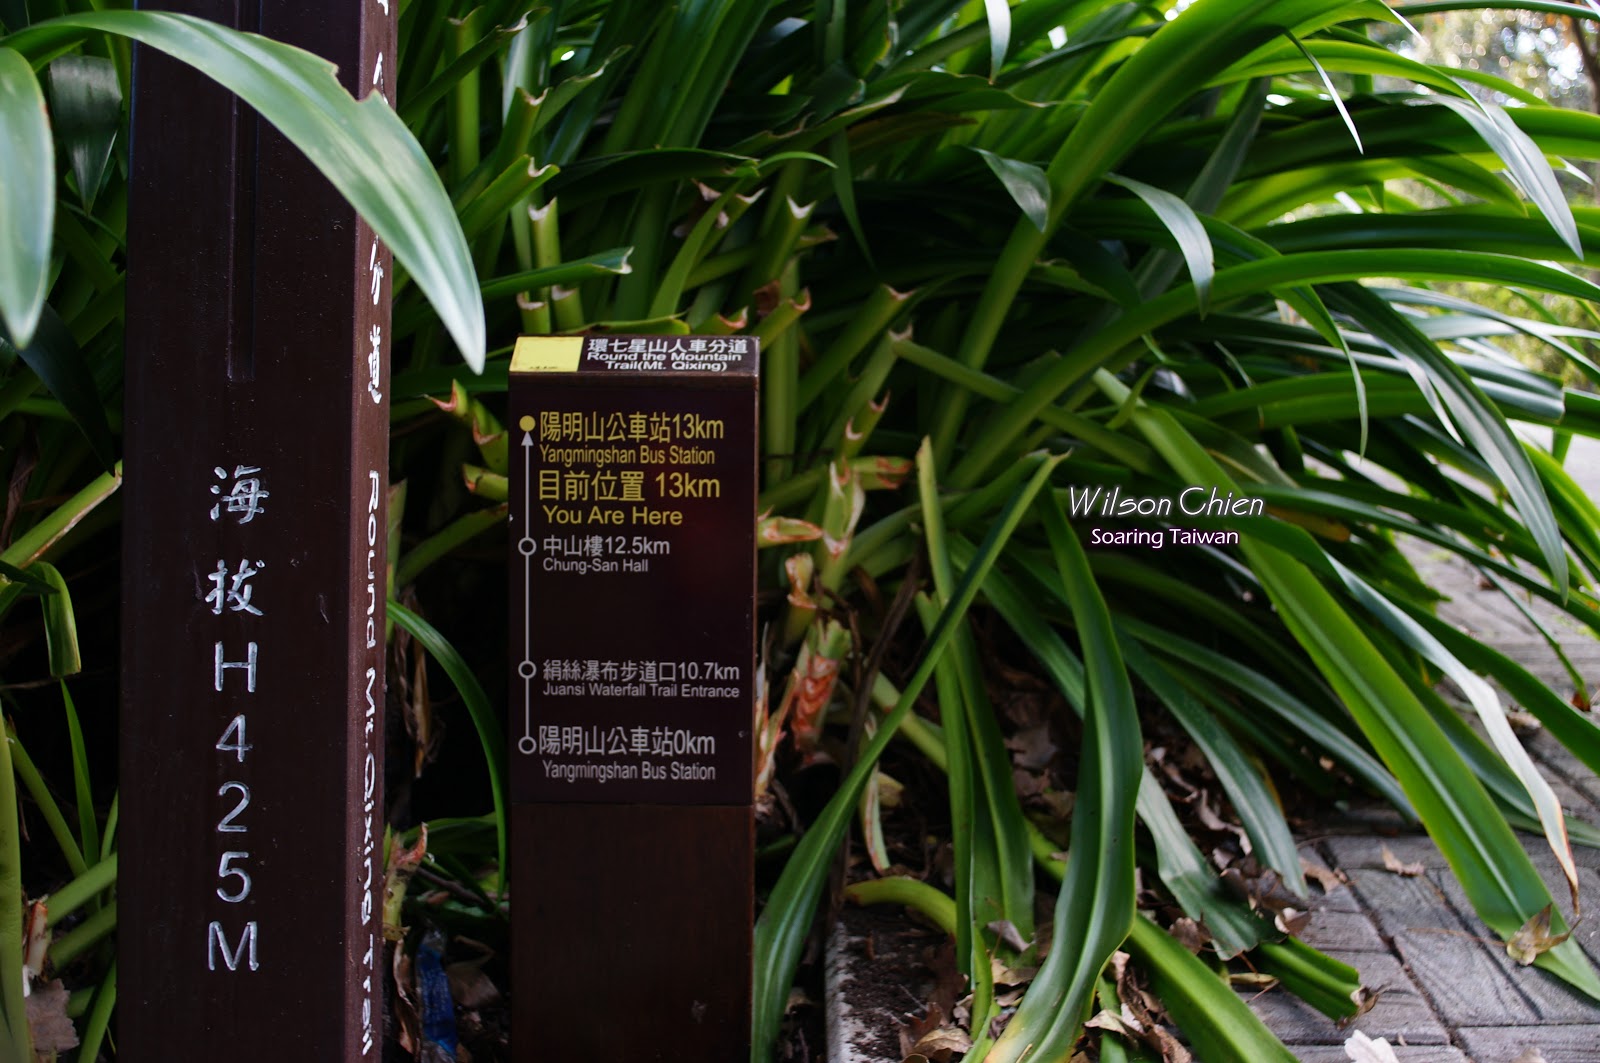 海拔H425M
分道
Round Mt.Qixing Trail
環七星山人車分道
Round the Mountain
Trail(Mt. Qixing)
陽明山公車站13km
Yangmingshan Bus Station
目前位置 13km
You Are Here
中山樓12.5km
Chung-San Hall
絹絲瀑布步道口10.7km
Juansi Waterfall Trail Entrance
陽明山公車站0km
Yangmingshan Bus Station
Wilson Chien
Soaring Taiwan